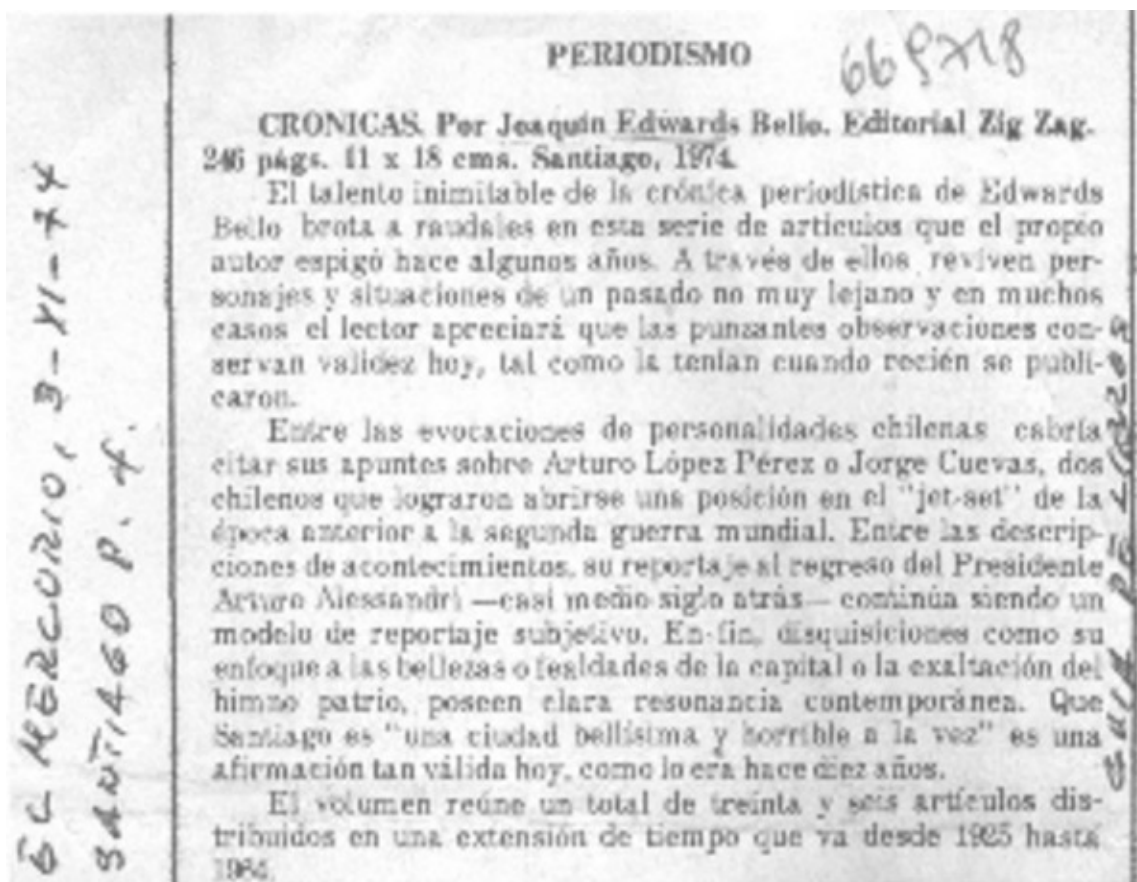 PERIODISMO
CRONICAS. Por Joaquín Edwards Bello. Editorial Zig Zag.
246 págs. 11 x 18 cms. Santiago, 1974.
El talento inimitable de la crónica periodística de Edwards
Bello brota a raudales en esta serie de artículos que el propio
autor espigó hace algunos años. A través de ellos reviven per-
sonajes y situaciones de un pasado no muy lejano y en muchos
casos el lector apreciará que las punzantes observaciones con-
servan validez hoy, tal como la tenían cuando recién se publi-
caron.
Entre las evocaciones de personalidades chilenas cabría
citar sus apuntes sobre Arturo López Pérez o Jorge Cuevas, dos
chilenos que lograron abrirse una posición en el "jet-set" de la
época anterior a la segunda guerra mundial. Entre las descrip-
ciones de acontecimientos, su reportaje al regreso del Presidente
Arturo Alessandri —casi medio siglo atrás— continúa siendo un
modelo de reportaje subjetivo. En fin, disquisiciones como su
enfoque a las bellezas o fealdades de la capital o la exaltación del
himno patrio, poseen clara resonancia contemporánea. Que
Santiago es "una ciudad bellísima y horrible a la vez" es una
afirmación tan válida hoy, como lo era hace diez años.
El volumen reúne un total de treinta y seis artículos dis-
tribuidos en una extensión de tiempo que va desde 1925 hasta
1964.
EL MERCURIO, 3-XI-74
SANTIAGO P. 4.